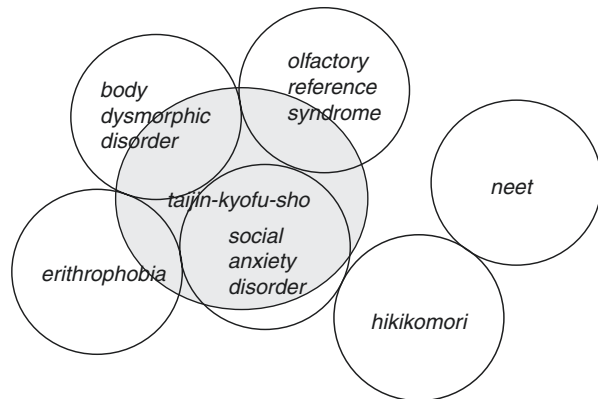 body
dysmorphic
disorder
olfactory
reference
syndrome
neet
taijin-kyofu-sho
social
anxiety
disorder
erithrophobia
hikikomori